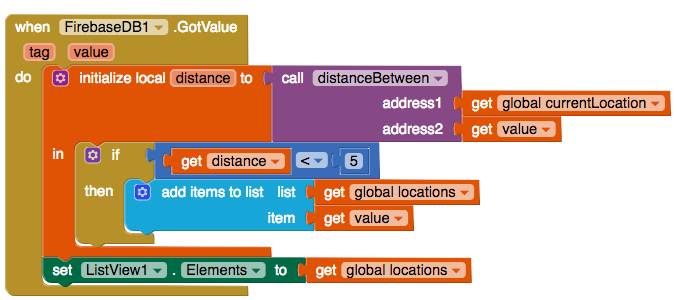 when FirebaseDB1 .GotValue
tag value
do initialize local distance to call distanceBetween
address1 get global currentLocation
address2 get value
in if get distance < 5
then add items to list list get global locations
item get value
set ListView1 . Elements to get global locations